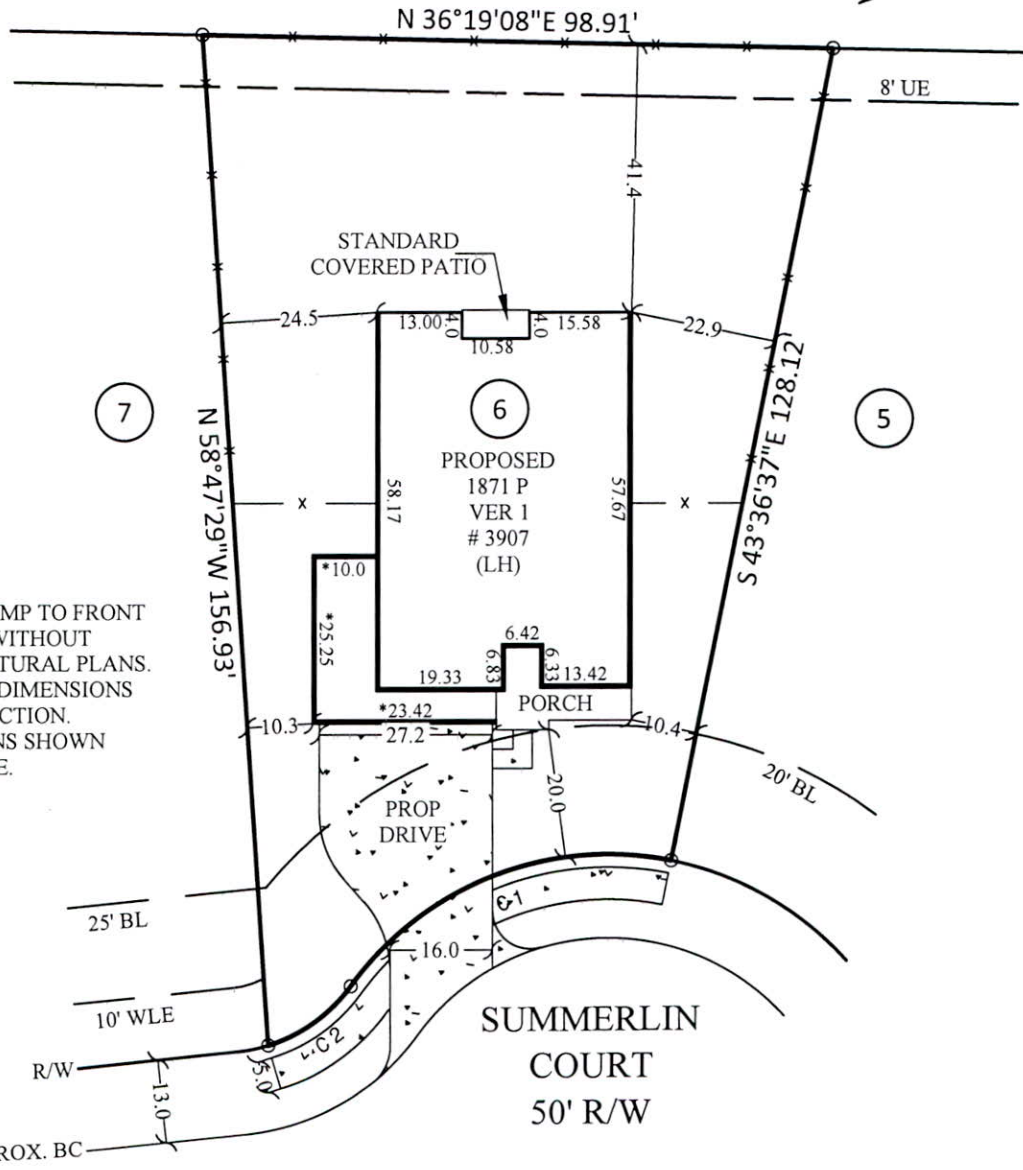 N 36°19'08"E 98.91'
8' UE
41.4
STANDARD
COVERED PATIO
24.5
13.00
4.0
4.0
15.58
10.58
22.9
7
6
5
N 58°47'29"W 156.93'
S 43°36'37"E 128.12'
PROPOSED
1871 P
VER 1
# 3907
(LH)
58.17
57.67
x
x
*10.0
*25.25
MP TO FRONT
WITHOUT
TURAL PLANS.
DIMENSIONS
CTION.
NS SHOWN
E.
6.42
6.83
6.33
19.33
13.42
PORCH
*23.42
10.3
27.2
10.4
20' BL
20.0
PROP
DRIVE
25' BL
C1
16.0
10' WLE
C2
SUMMERLIN
COURT
50' R/W
R/W
5.0
13.0
ROX. BC